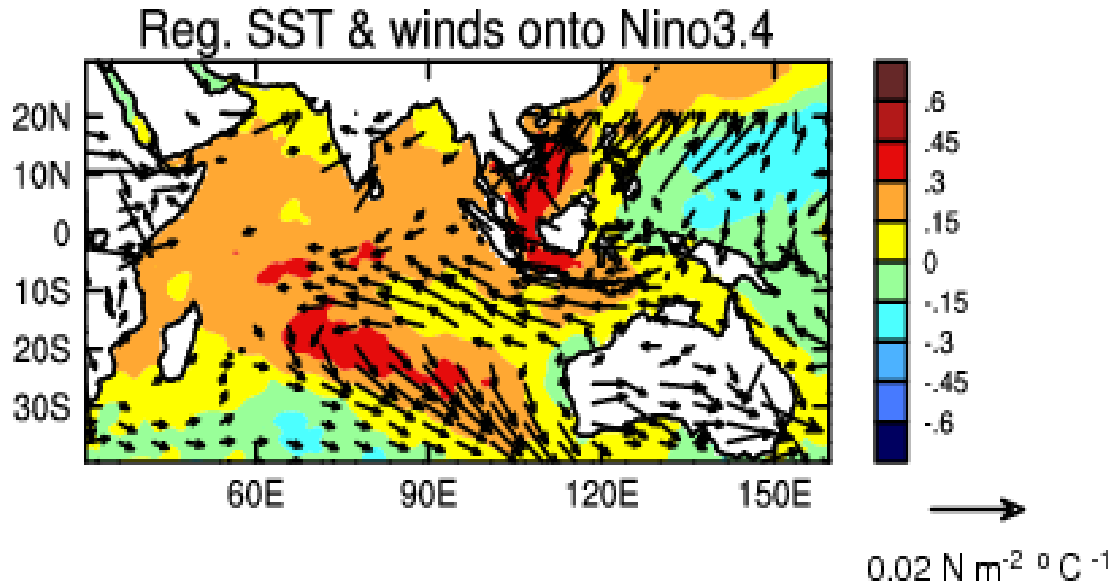 Reg. SST & winds onto Nino3.4
20N
10N
0
10S
20S
30S
60E
90E
120E
150E
.6
.45
.3
.15
0
-.15
-.3
-.45
-.6
0.02 N m-2 o C -1